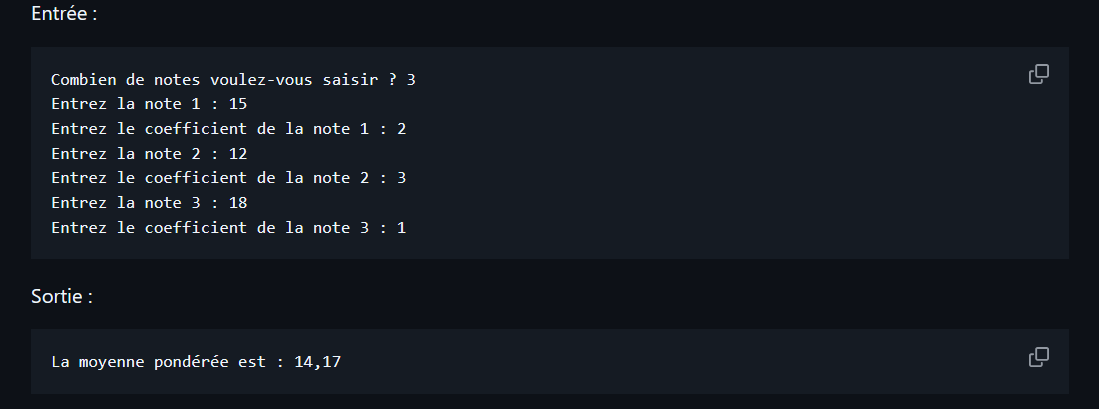 Entrée :
Combien de notes voulez-vous saisir ? 3
Entrez la note 1 : 15
Entrez le coefficient de la note 1 : 2
Entrez la note 2 : 12
Entrez le coefficient de la note 2 : 3
Entrez la note 3 : 18
Entrez le coefficient de la note 3 : 1
Sortie :
La moyenne pondérée est : 14,17